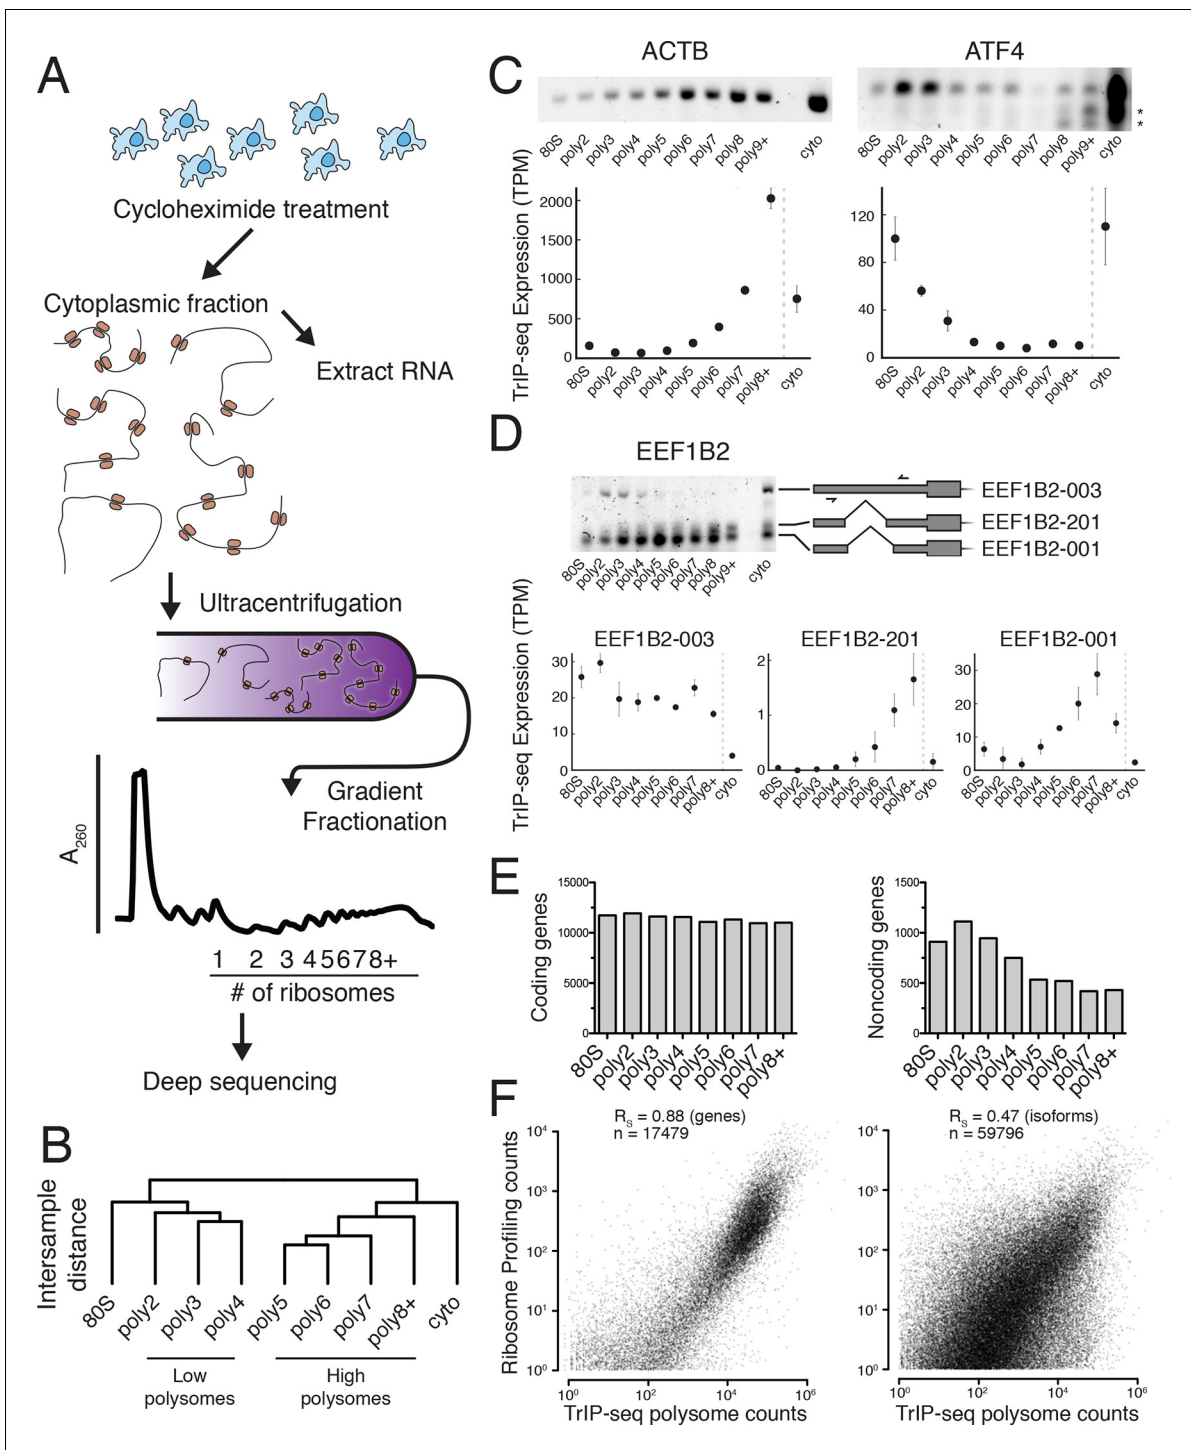 A
Cycloheximide treatment
Cytoplasmic fraction
Extract RNA
Ultracentrifugation
Gradient
Fractionation
A260
1 2 3 4 5 6 7 8+
# of ribosomes
Deep sequencing
B
Intersample
distance
80S poly2 poly3 poly4 poly5 poly6 poly7 poly8+ cyto
Low
polysomes
High
polysomes
C
ACTB
80S poly2 poly3 poly4 poly5 poly6 poly7 poly8 poly9+ cyto
TrIP-seq Expression (TPM)
2000
1500
1000
500
0
80S poly2 poly3 poly4 poly5 poly6 poly7 poly8+ cyto
ATF4
*
*
80S poly2 poly3 poly4 poly5 poly6 poly7 poly8 poly9+ cyto
120
80
40
0
80S poly2 poly3 poly4 poly5 poly6 poly7 poly8+ cyto
D
EEF1B2
EEF1B2-003
EEF1B2-201
EEF1B2-001
80S poly2 poly3 poly4 poly5 poly6 poly7 poly8 poly9+ cyto
TrIP-seq Expression (TPM)
EEF1B2-003
30
20
10
0
80S poly2 poly3 poly4 poly5 poly6 poly7 poly8+ cyto
EEF1B2-201
2
1
0
80S poly2 poly3 poly4 poly5 poly6 poly7 poly8+ cyto
EEF1B2-001
30
20
10
0
80S poly2 poly3 poly4 poly5 poly6 poly7 poly8+ cyto
E
Coding genes
15000
10000
5000
0
80S poly2 poly3 poly4 poly5 poly6 poly7 poly8+
Noncoding genes
1500
1000
500
0
80S poly2 poly3 poly4 poly5 poly6 poly7 poly8+
F
RS = 0.88 (genes)
n = 17479
Ribosome Profiling counts
10⁴
10³
10²
10¹
10⁰
10⁰ 10² 10⁴ 10⁶
TrIP-seq polysome counts
RS = 0.47 (isoforms)
n = 59796
10⁴
10³
10²
10¹
10⁰
10⁰ 10² 10⁴ 10⁶
TrIP-seq polysome counts